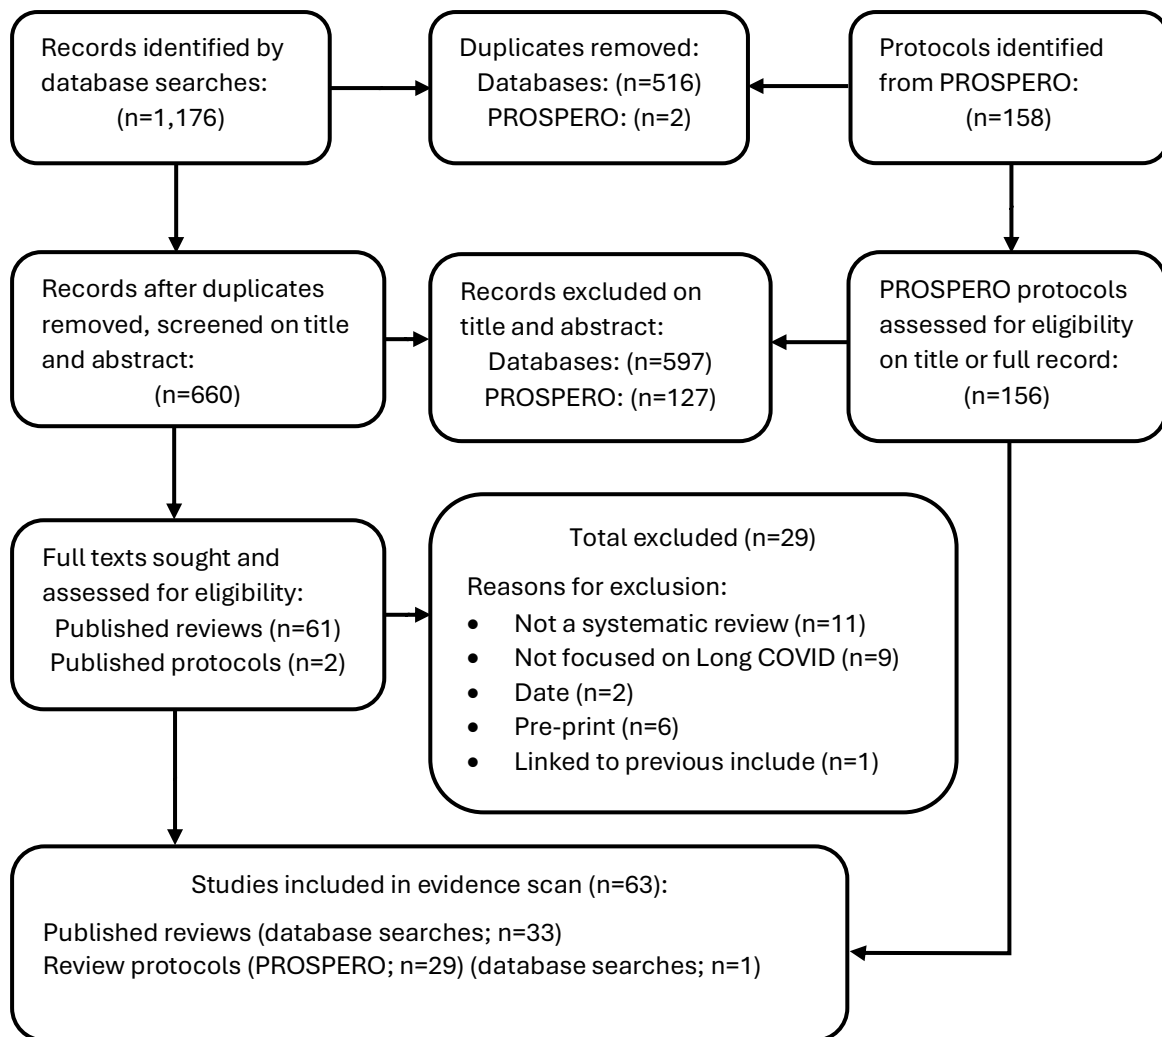 Records identified by
database searches:
(n=1,176)
Duplicates removed:
Databases: (n=516)
PROSPERO: (n=2)
Protocols identified
from PROSPERO:
(n=158)
Records after duplicates
removed, screened on title
and abstract:
(n=660)
Records excluded on
title and abstract:
Databases: (n=597)
PROSPERO: (n=127)
PROSPERO protocols
assessed for eligibility
on title or full record:
(n=156)
Full texts sought and
assessed for eligibility:
Published reviews (n=61)
Published protocols (n=2)
Total excluded (n=29)
Reasons for exclusion:
• Not a systematic review (n=11)
• Not focused on Long COVID (n=9)
• Date (n=2)
• Pre-print (n=6)
• Linked to previous include (n=1)
Studies included in evidence scan (n=63):
Published reviews (database searches; n=33)
Review protocols (PROSPERO; n=29) (database searches; n=1)